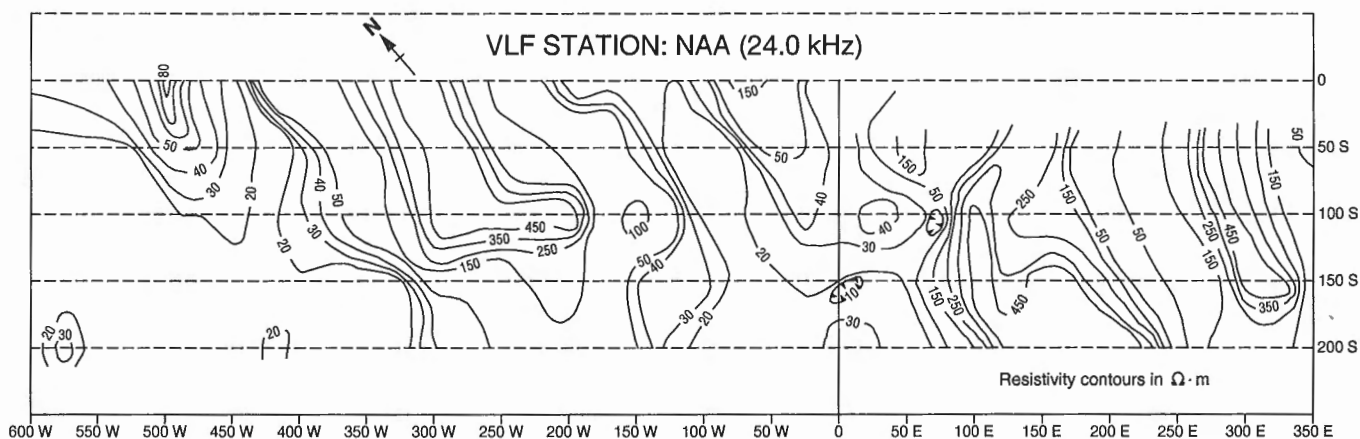 N
VLF STATION: NAA (24.0 kHz)
80 150 0
50 50 150 50 150 50 50 S
40 30 20 40 40 50 20 30 450 350 250 150 100 50 40 20 40 30 50 250 150 50 250 450 150 100 S
10 150 250 450 350 150 S
20 30 20 30 20 30 200 S
Resistivity contours in Ω·m
600 W 550 W 500 W 450 W 400 W 350 W 300 W 250 W 200 W 150 W 100 W 50 W 0 50 E 100 E 150 E 200 E 250 E 300 E 350 E